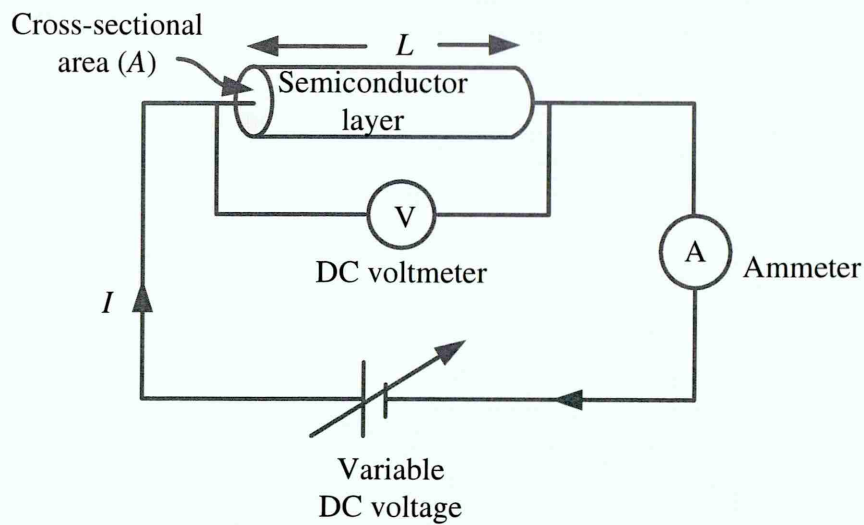 Cross-sectional
area (A)
L
Semiconductor
layer
V
DC voltmeter
A
Ammeter
I
Variable
DC voltage